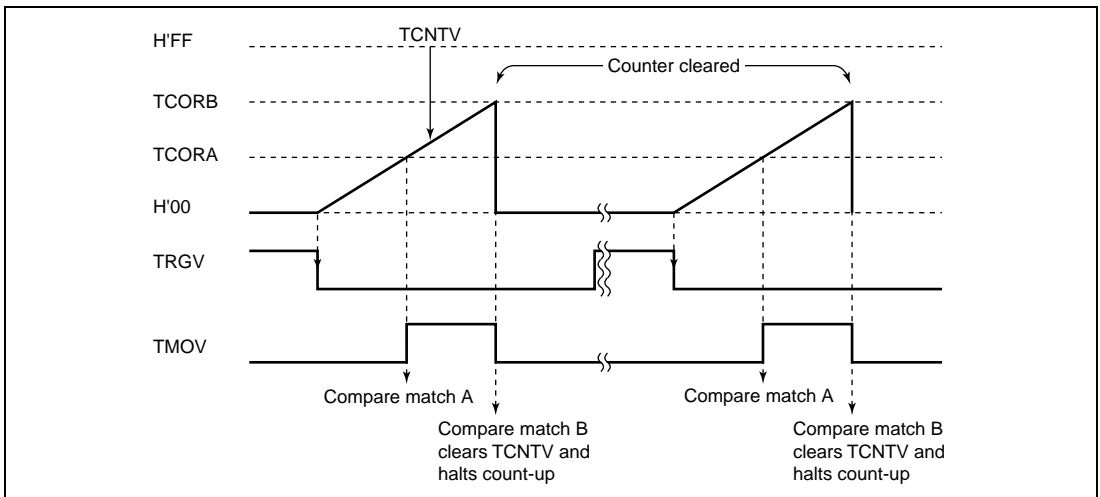 H'FF
TCNTV
Counter cleared
TCORB
TCORA
H'00
TRGV
TMOV
Compare match A
Compare match A
Compare match B
clears TCNTV and
halts count-up
Compare match B
clears TCNTV and
halts count-up